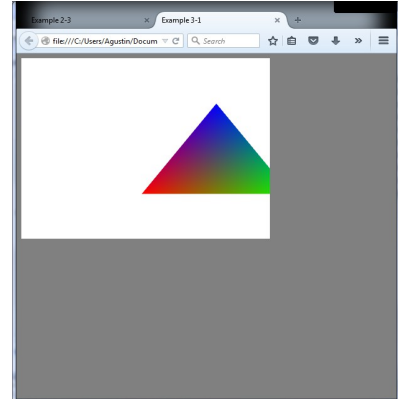 Example 2-3 × Example 3-1 × +
file:///C:/Users/Agustin/Docum Search